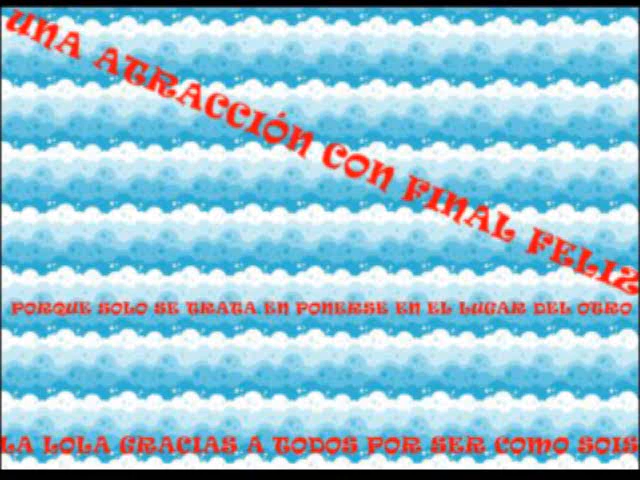 UNA ATRACCIÓN CON FINAL FELIZ
PORQUE SOLO SE TRATA EN PONERSE EN EL LUGAR DEL OTRO
LA LOLA GRACIAS A TODOS POR SER COMO SOIS